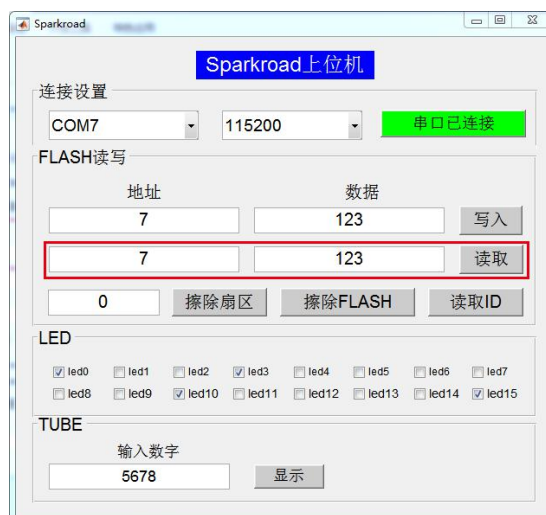 Sparkroad
Sparkroad上位机
连接设置
COM7 115200 串口已连接
FLASH读写
地址 数据
7 123 写入
7 123 读取
0 擦除扇区 擦除FLASH 读取ID
LED
led0 led1 led2 led3 led4 led5 led6 led7
led8 led9 led10 led11 led12 led13 led14 led15
TUBE
输入数字
5678 显示